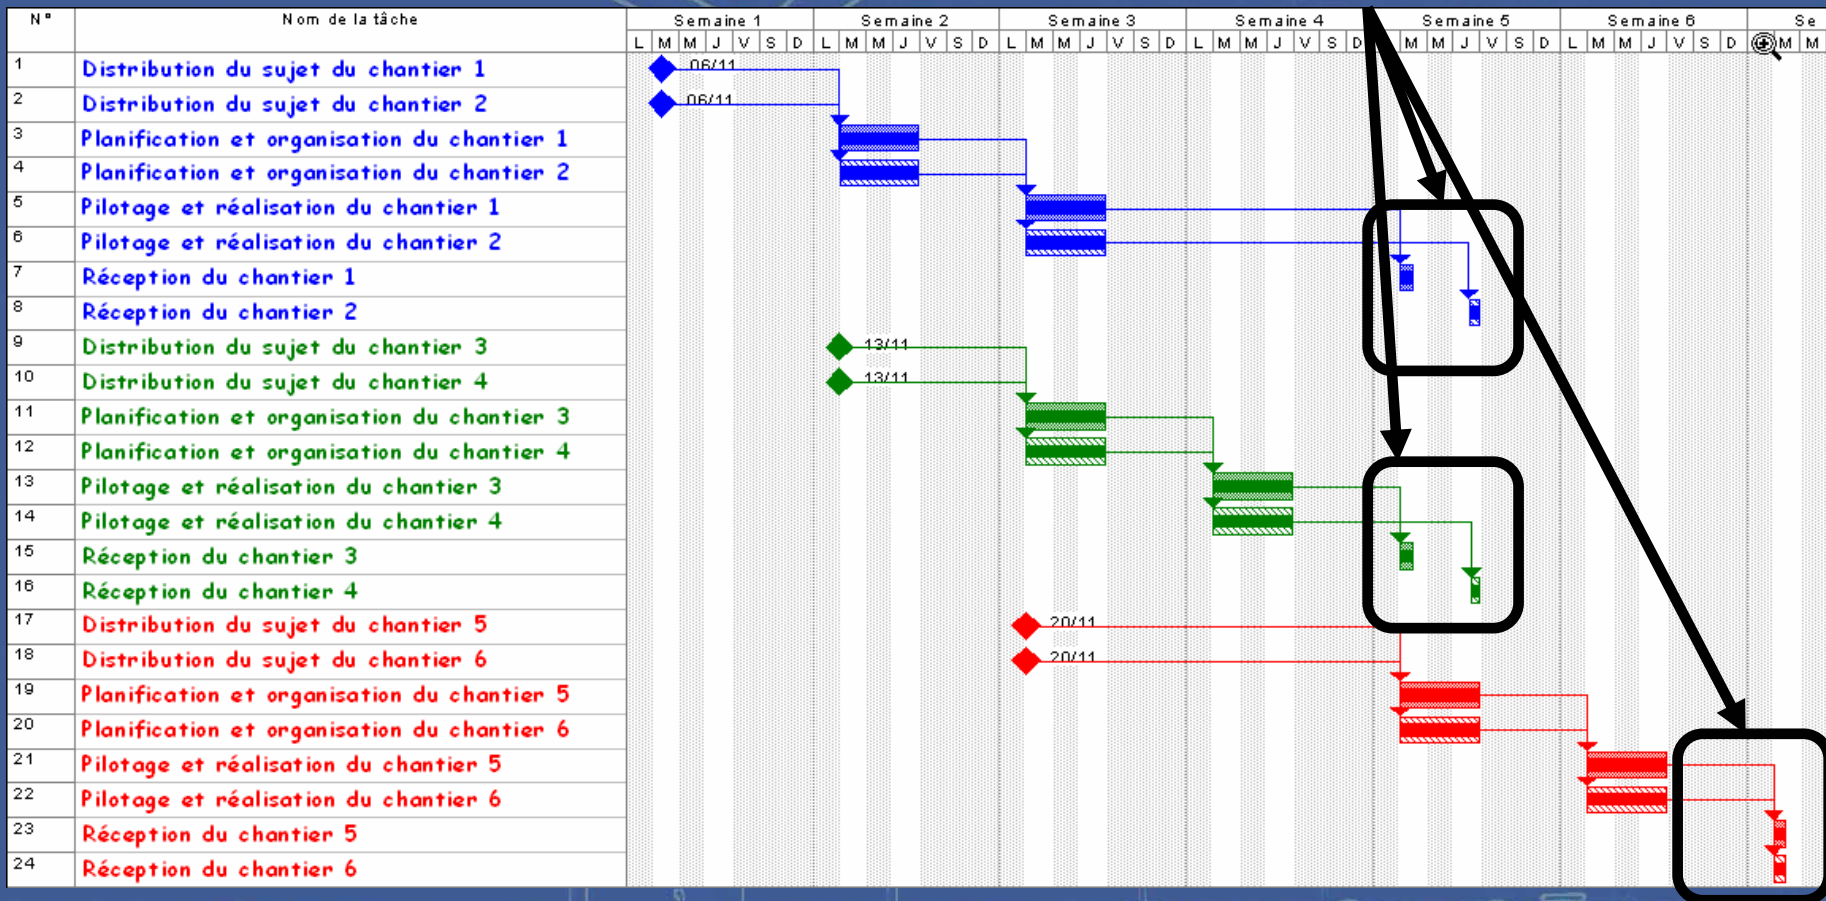 N° Nom de la tâche Semaine 1 Semaine 2 Semaine 3 Semaine 4 Semaine 5 Semaine 6 Se
L M M J V S D L M M J V S D L M M J V S D L M M J V S D M M J V S D L M M J V S D M M
1 Distribution du sujet du chantier 1 06/11
2 Distribution du sujet du chantier 2 06/11
3 Planification et organisation du chantier 1
4 Planification et organisation du chantier 2
5 Pilotage et réalisation du chantier 1
6 Pilotage et réalisation du chantier 2
7 Réception du chantier 1
8 Réception du chantier 2
9 Distribution du sujet du chantier 3 13/11
10 Distribution du sujet du chantier 4 13/11
11 Planification et organisation du chantier 3
12 Planification et organisation du chantier 4
13 Pilotage et réalisation du chantier 3
14 Pilotage et réalisation du chantier 4
15 Réception du chantier 3
16 Réception du chantier 4
17 Distribution du sujet du chantier 5 20/11
18 Distribution du sujet du chantier 6 20/11
19 Planification et organisation du chantier 5
20 Planification et organisation du chantier 6
21 Pilotage et réalisation du chantier 5
22 Pilotage et réalisation du chantier 6
23 Réception du chantier 5
24 Réception du chantier 6